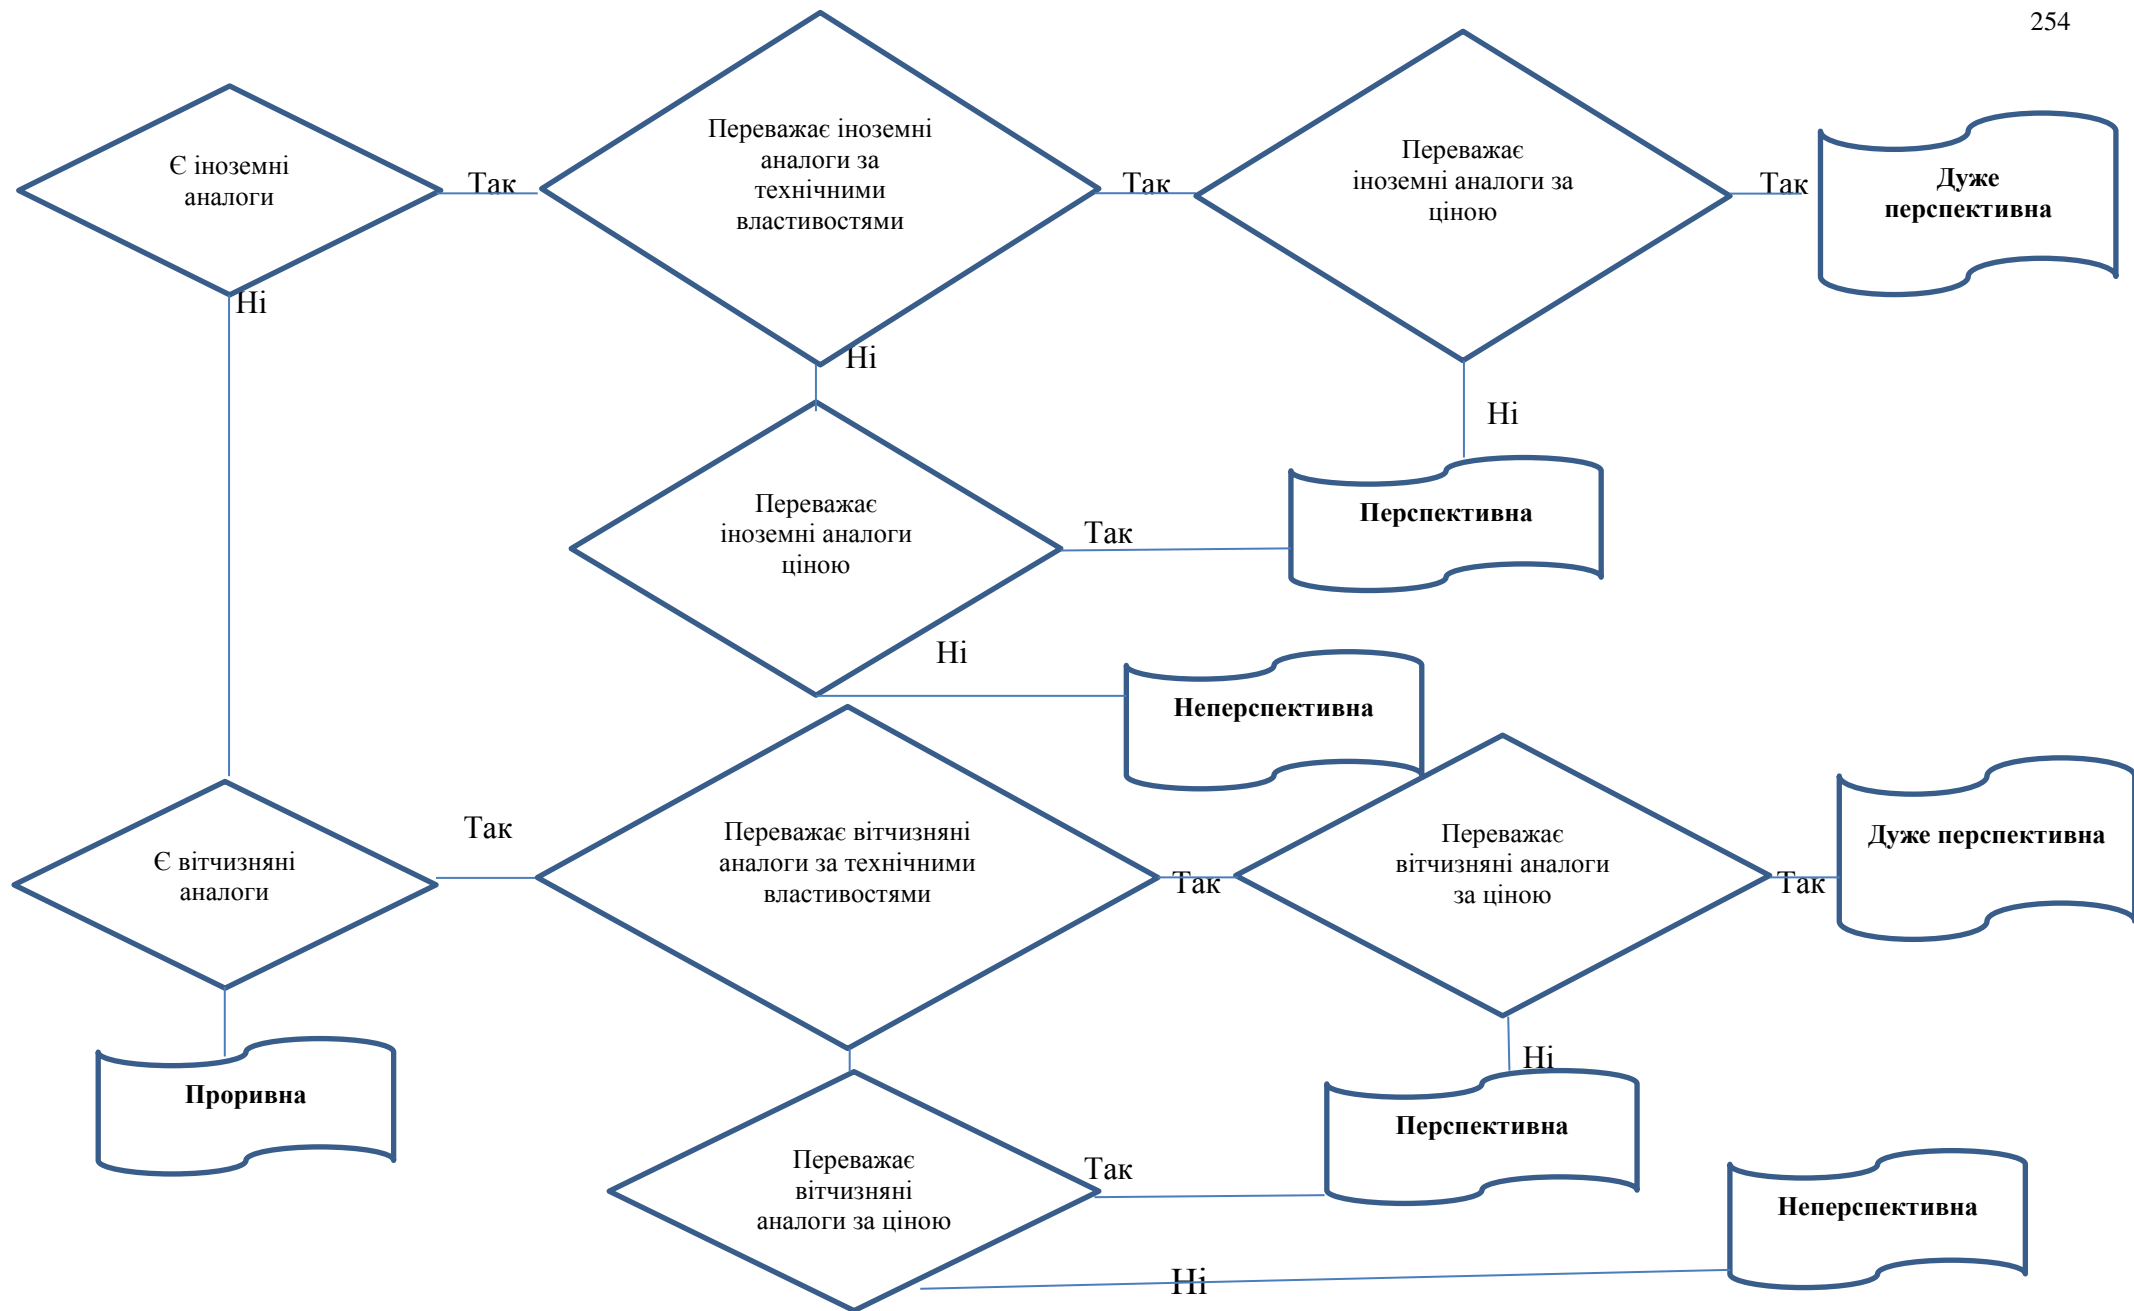 254
Є іноземні
аналоги
Так
Переважає іноземні
аналоги за
технічними
властивостями
Так
Переважає
іноземні аналоги за
ціною
Так
Дуже
перспективна
Ні
Ні
Ні
Переважає
іноземні аналоги
ціною
Так
Перспективна
Ні
Неперспективна
Є вітчизняні
аналоги
Так
Переважає вітчизняні
аналоги за технічними
властивостями
Так
Переважає
вітчизняні аналоги
за ціною
Так
Дуже перспективна
Ні
Проривна
Переважає
вітчизняні
аналоги за ціною
Так
Перспективна
Ні
Неперспективна